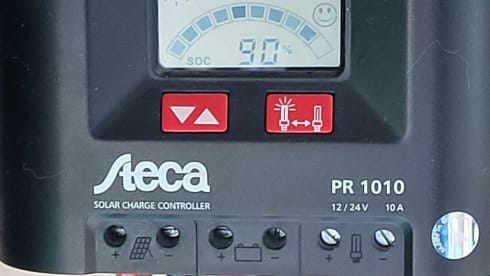 SOC 90%
Steca
SOLAR CHARGE CONTROLLER
PR 1010
12/24V 10A
+ - + - + -